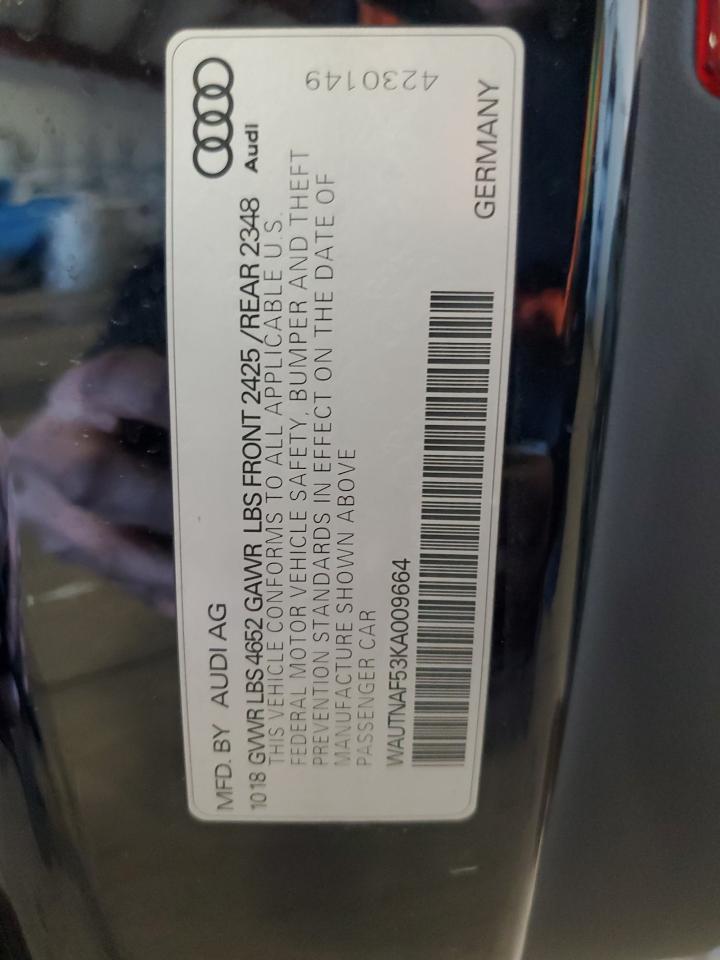 MFD. BY AUDI AG
1018 GVWR LBS 4652 GAWR LBS FRONT 2425 /REAR 2348
Audi
THIS VEHICLE CONFORMS TO ALL APPLICABLE U.S.
FEDERAL MOTOR VEHICLE SAFETY, BUMPER AND THEFT
PREVENTION STANDARDS IN EFFECT ON THE DATE OF
MANUFACTURE SHOWN ABOVE
PASSENGER CAR
4230149
WAUTNAF53KA009664
GERMANY